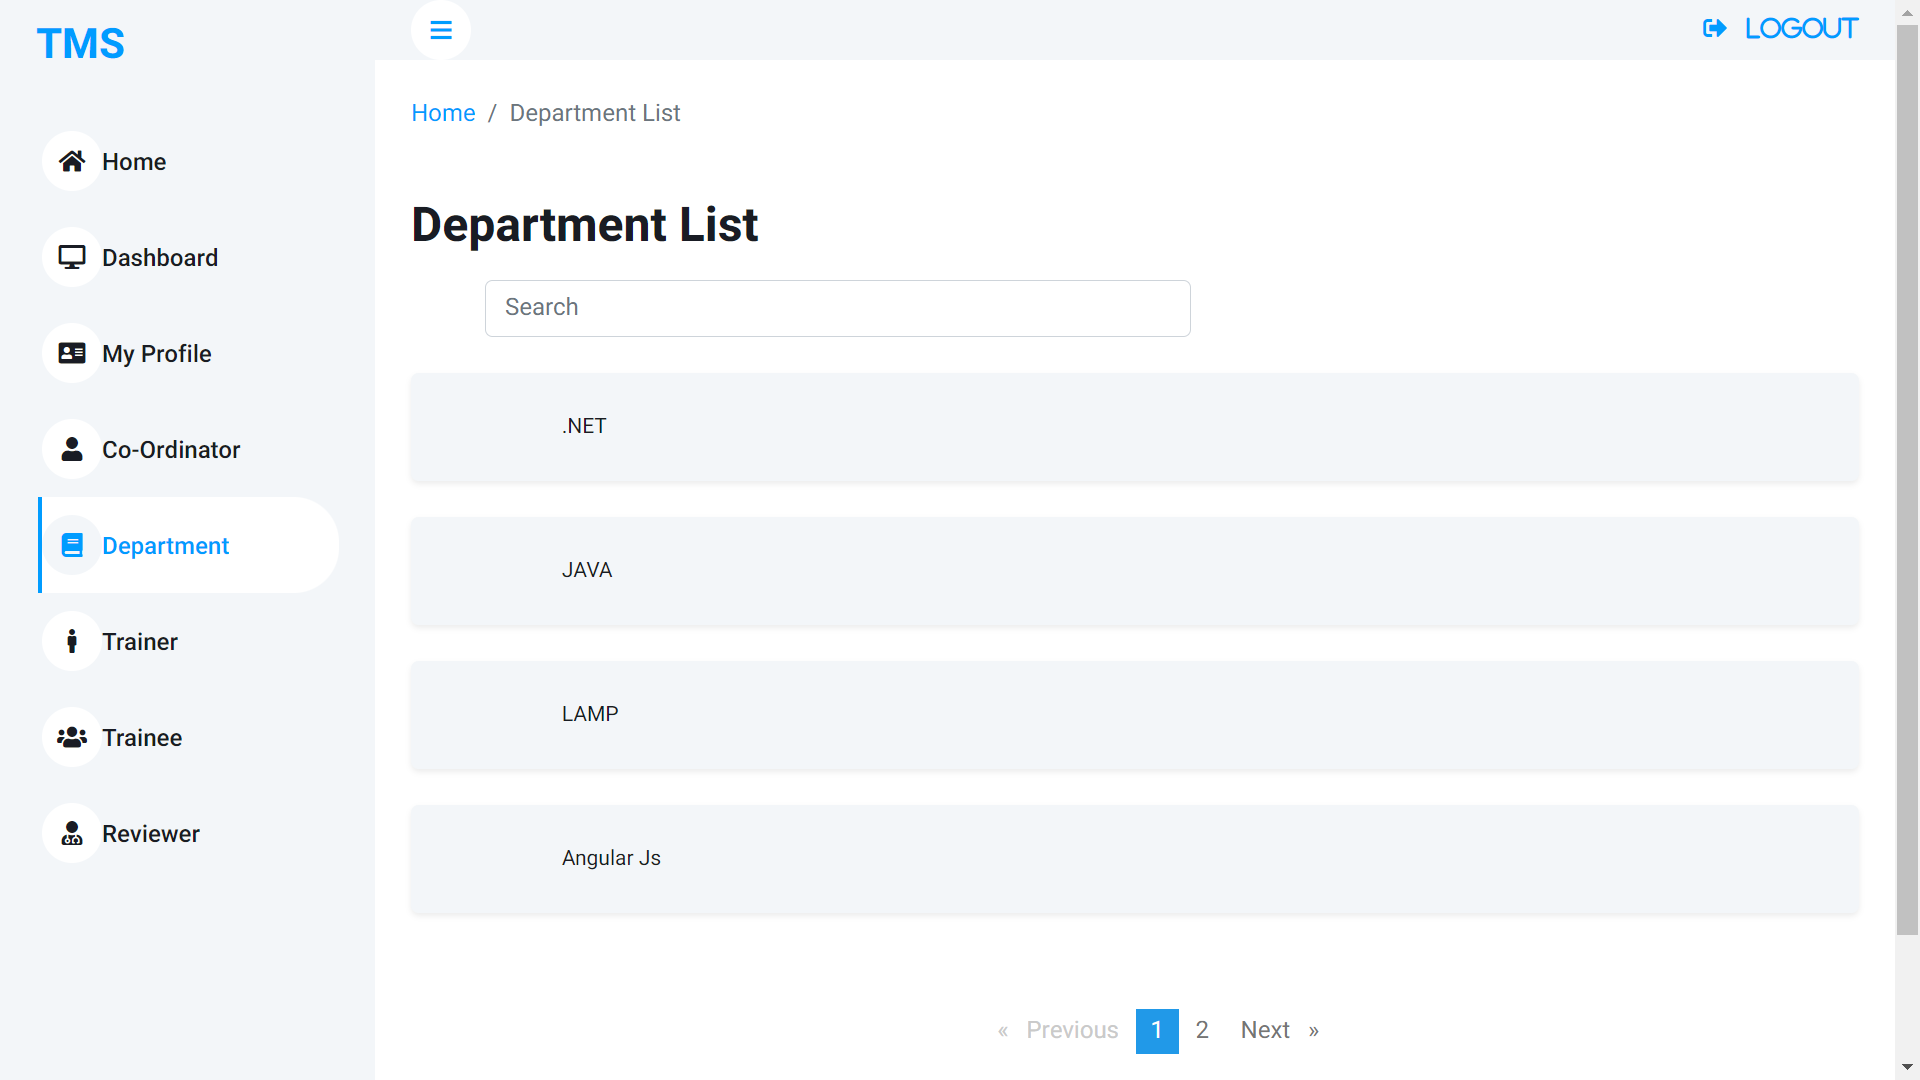 TMS
LOGOUT
Home / Department List
Home
Dashboard
My Profile
Co-Ordinator
Department
Trainer
Trainee
Reviewer
Department List
Search
.NET
JAVA
LAMP
Angular Js
« Previous 1 2 Next »